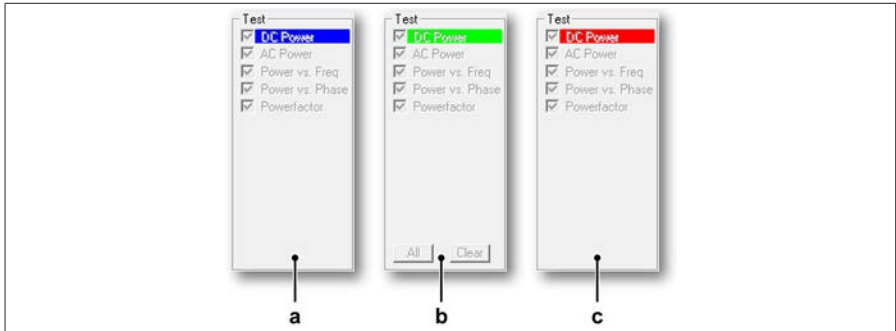 Test
DC Power
AC Power
Power vs. Freq
Power vs. Phase
Powerfactor
Test
DC Power
AC Power
Power vs. Freq
Power vs. Phase
Powerfactor
All
Clear
Test
DC Power
AC Power
Power vs. Freq
Power vs. Phase
Powerfactor
a
b
c